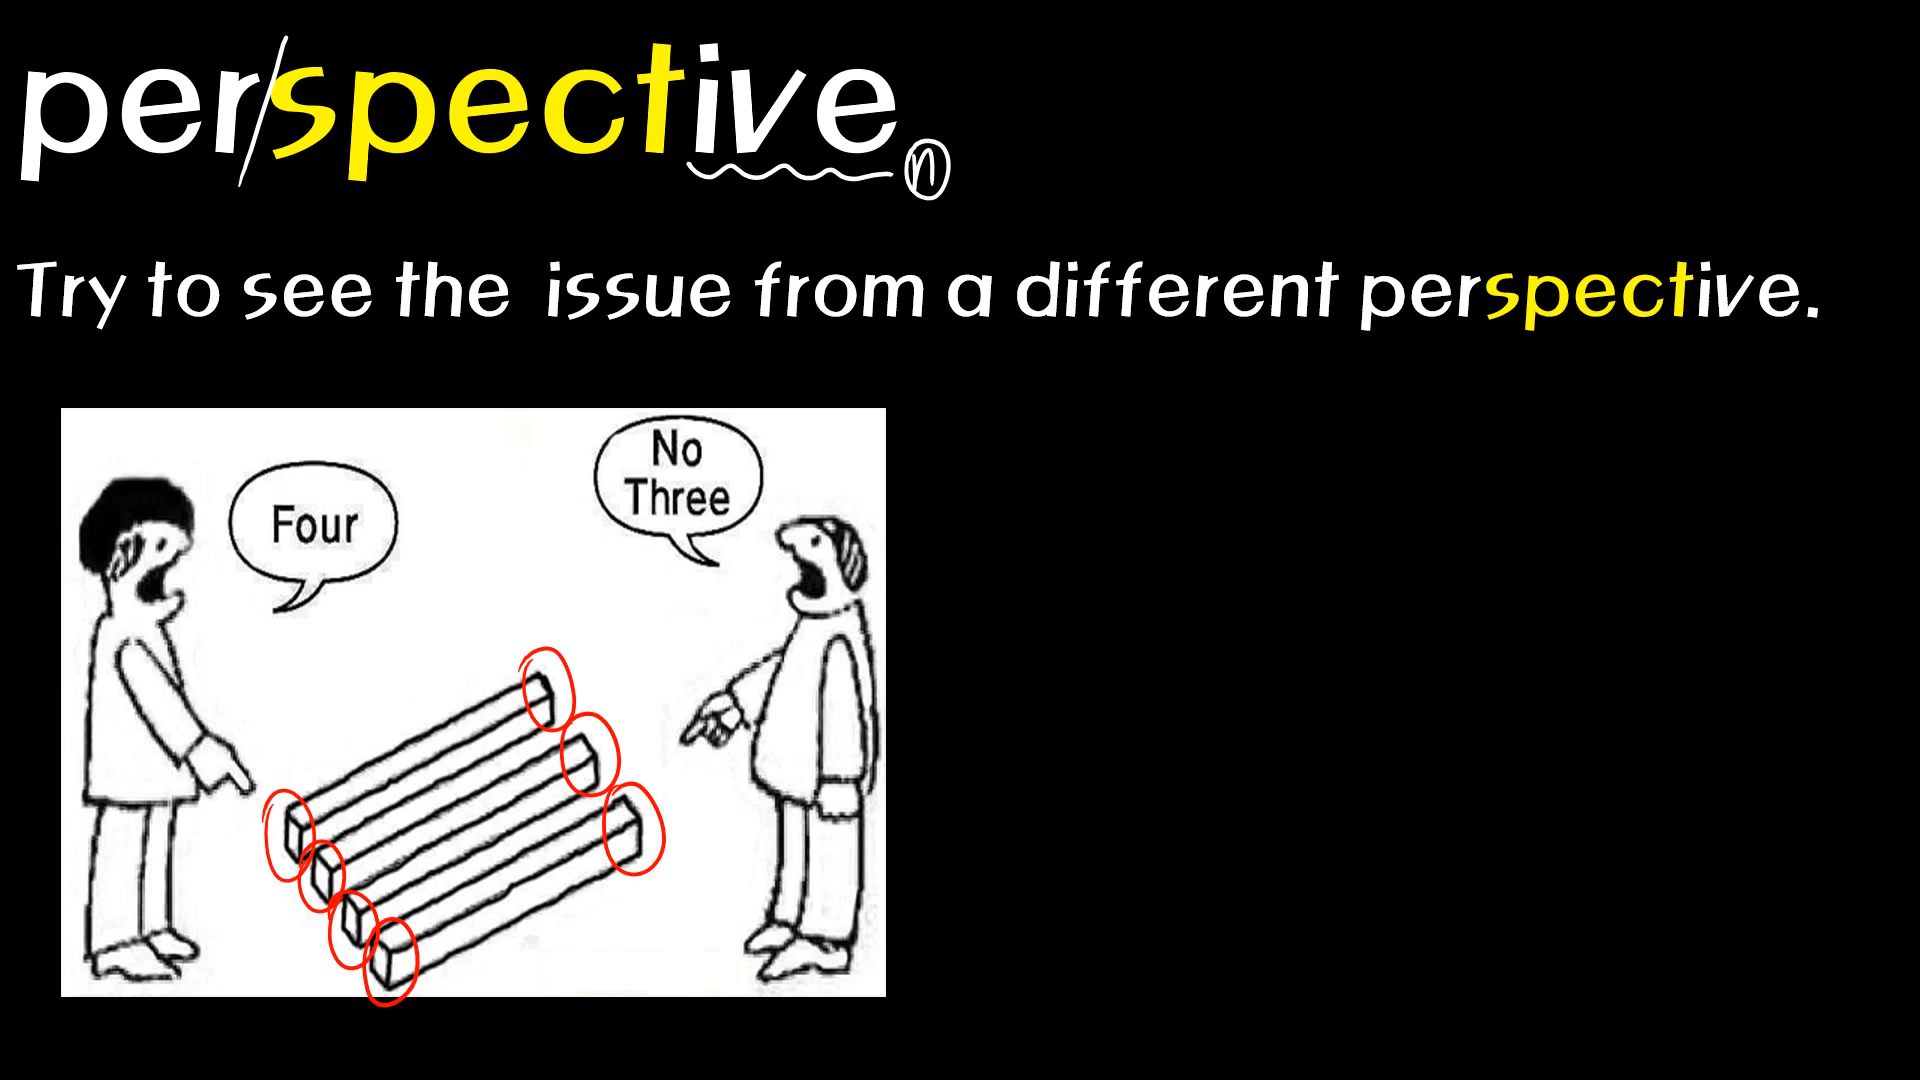 perspective
n
Try to see the issue from a different perspective.
Four
No
Three